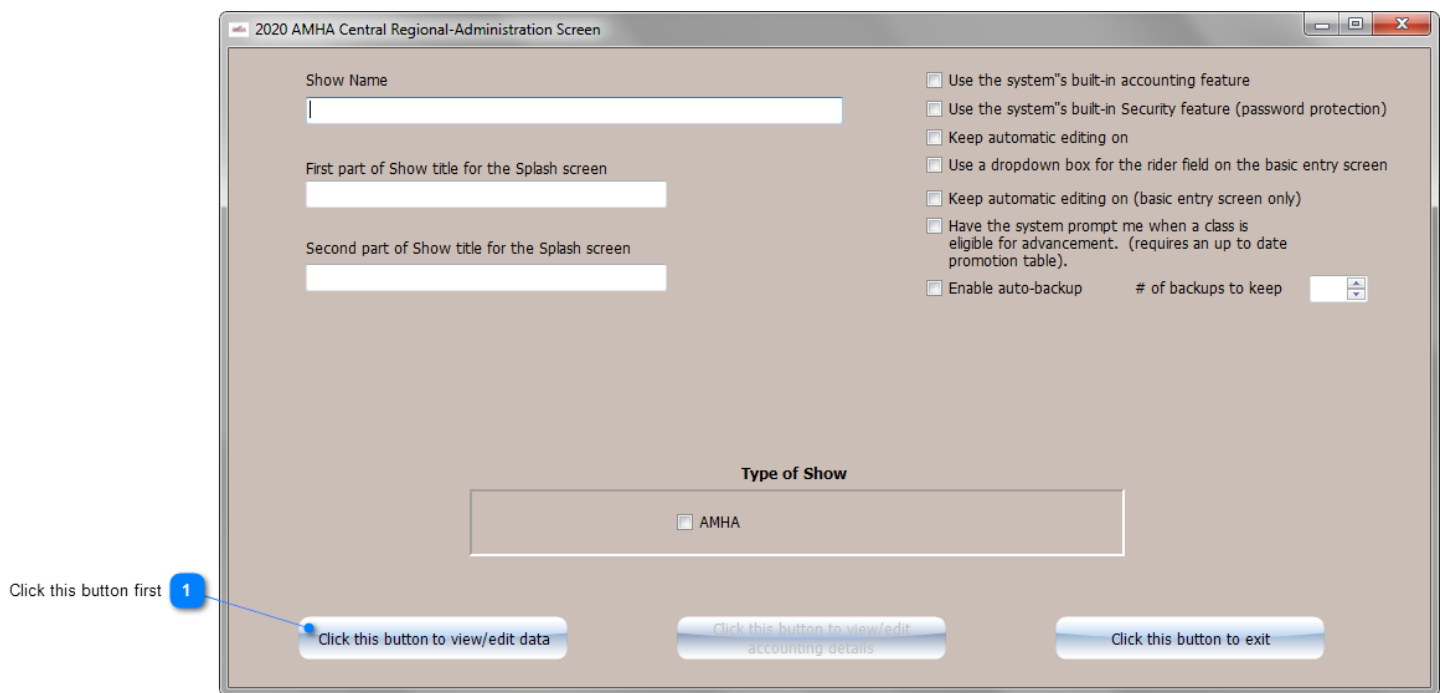 2020 AMHA Central Regional-Administration Screen
Show Name
First part of Show title for the Splash screen
Second part of Show title for the Splash screen
Use the system"s built-in accounting feature
Use the system"s built-in Security feature (password protection)
Keep automatic editing on
Use a dropdown box for the rider field on the basic entry screen
Keep automatic editing on (basic entry screen only)
Have the system prompt me when a class is
eligible for advancement. (requires an up to date
promotion table).
Enable auto-backup # of backups to keep
Type of Show
AMHA
Click this button first 1
Click this button to view/edit data
Click this button to view/edit
accounting details
Click this button to exit